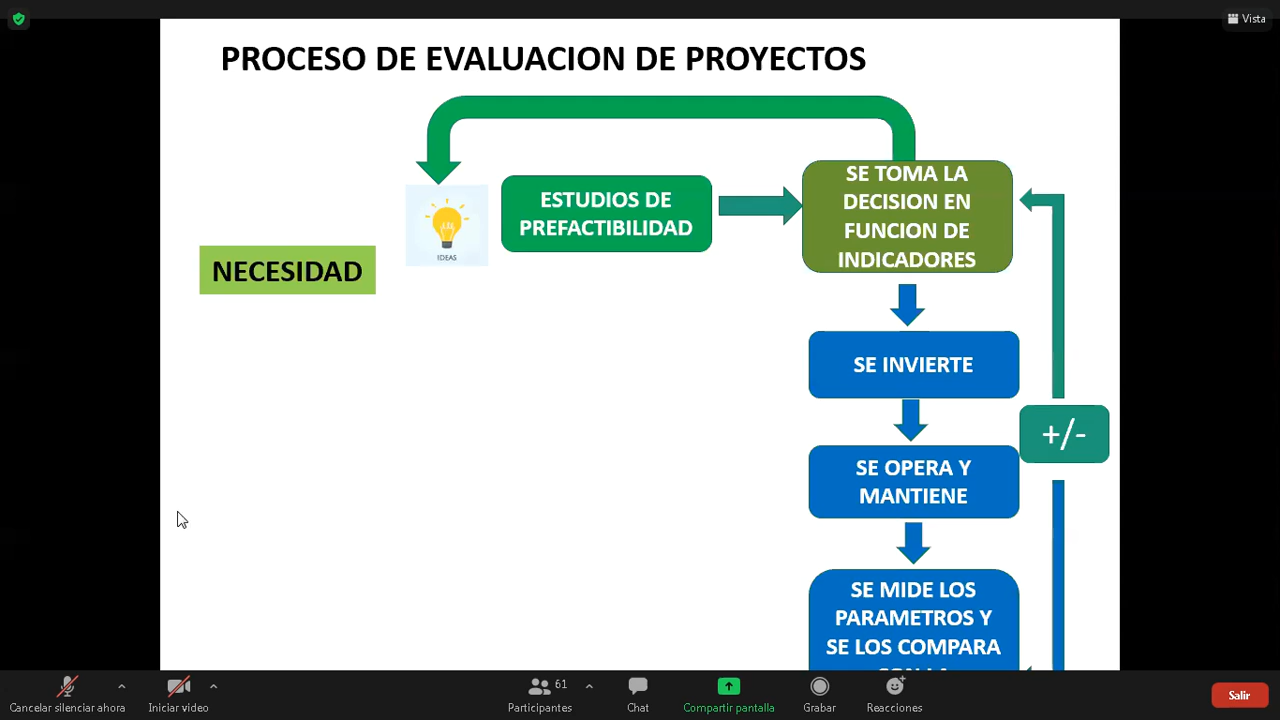 Vista
PROCESO DE EVALUACION DE PROYECTOS
IDEAS
ESTUDIOS DE
PREFACTIBILIDAD
SE TOMA LA
DECISION EN
FUNCION DE
INDICADORES
NECESIDAD
SE INVIERTE
+/-
SE OPERA Y
MANTIENE
SE MIDE LOS
PARAMETROS Y
SE LOS COMPARA
Cancelar silenciar ahora
Iniciar video
61
Participantes
Chat
Compartir pantalla
Grabar
Reacciones
Salir